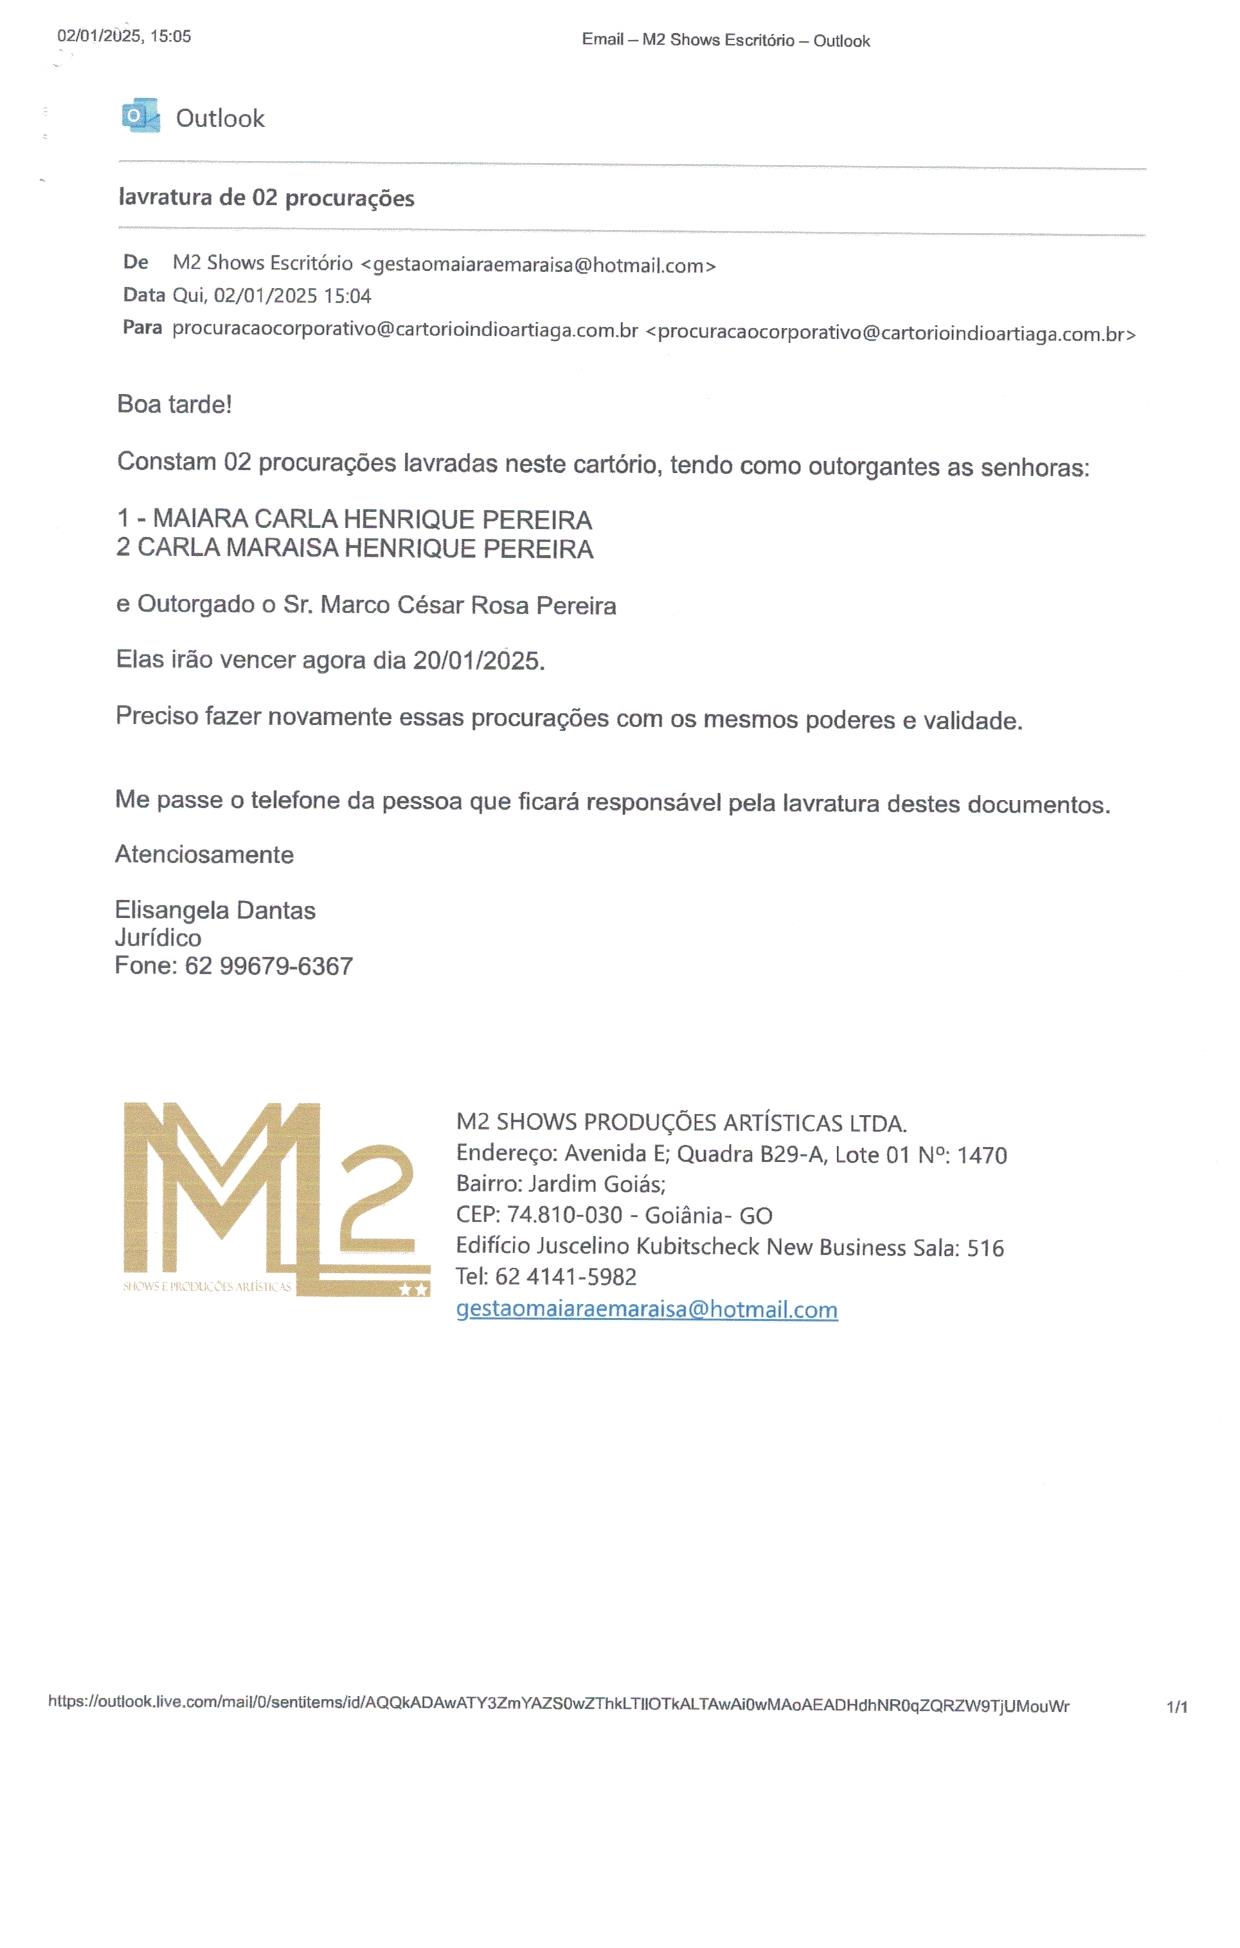 02/01/2025, 15:05
Email – M2 Shows Escritório – Outlook
Outlook
lavratura de 02 procurações
De M2 Shows Escritório <gestaomaiaraemaraisa@hotmail.com>
Data Qui, 02/01/2025 15:04
Para procuracaocorporativo@cartorioindioartiaga.com.br <procuracaocorporativo@cartorioindioartiaga.com.br>
Boa tarde!
Constam 02 procurações lavradas neste cartório, tendo como outorgantes as senhoras:
1 - MAIARA CARLA HENRIQUE PEREIRA
2 CARLA MARAISA HENRIQUE PEREIRA
e Outorgado o Sr. Marco César Rosa Pereira
Elas irão vencer agora dia 20/01/2025.
Preciso fazer novamente essas procurações com os mesmos poderes e validade.
Me passe o telefone da pessoa que ficará responsável pela lavratura destes documentos.
Atenciosamente
Elisangela Dantas
Jurídico
Fone: 62 99679-6367
M2
SHOWS E PRODUÇÕES ARTÍSTICAS
M2 SHOWS PRODUÇÕES ARTÍSTICAS LTDA.
Endereço: Avenida E; Quadra B29-A, Lote 01 Nº: 1470
Bairro: Jardim Goiás;
CEP: 74.810-030 - Goiânia- GO
Edifício Juscelino Kubitscheck New Business Sala: 516
Tel: 62 4141-5982
gestaomaiaraemaraisa@hotmail.com
https://outlook.live.com/mail/0/sentitems/id/AQQkADAwATY3ZmYAZS0wZThkLTllOTkALTAwAi0wMAoAEADHdhNR0qZQRZW9TjUMouWr
1/1